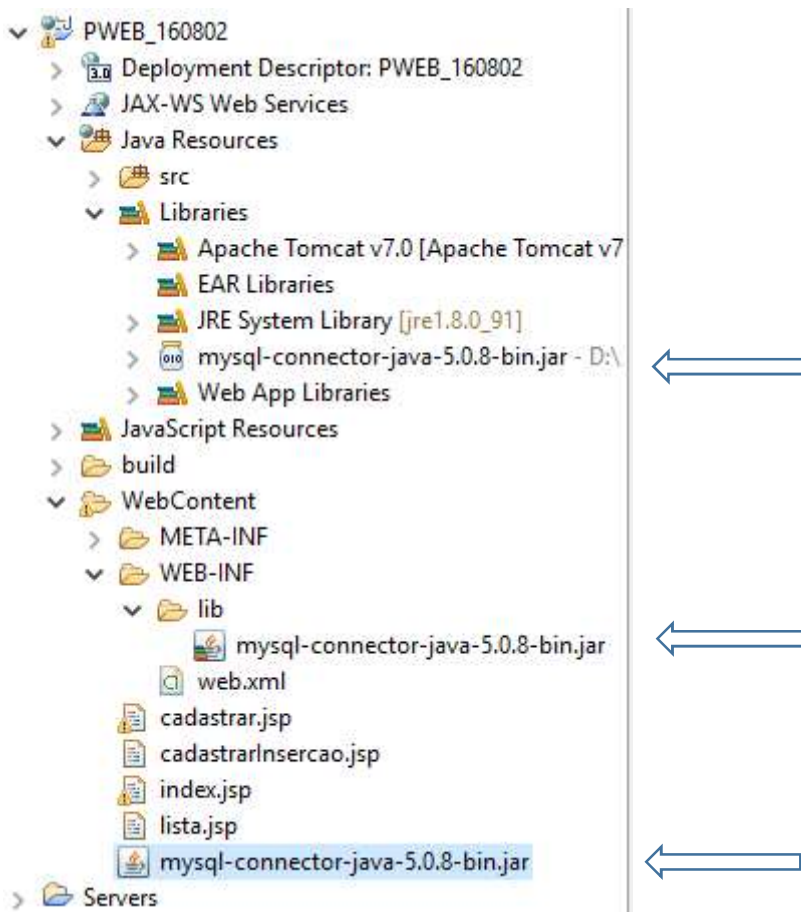 PWEB_160802
3.0 Deployment Descriptor: PWEB_160802
JAX-WS Web Services
Java Resources
src
Libraries
Apache Tomcat v7.0 [Apache Tomcat v7
EAR Libraries
JRE System Library [jre1.8.0_91]
010 mysql-connector-java-5.0.8-bin.jar - D:\
Web App Libraries
JavaScript Resources
build
WebContent
META-INF
WEB-INF
lib
mysql-connector-java-5.0.8-bin.jar
web.xml
cadastrar.jsp
cadastrarInsercao.jsp
index.jsp
lista.jsp
mysql-connector-java-5.0.8-bin.jar
Servers